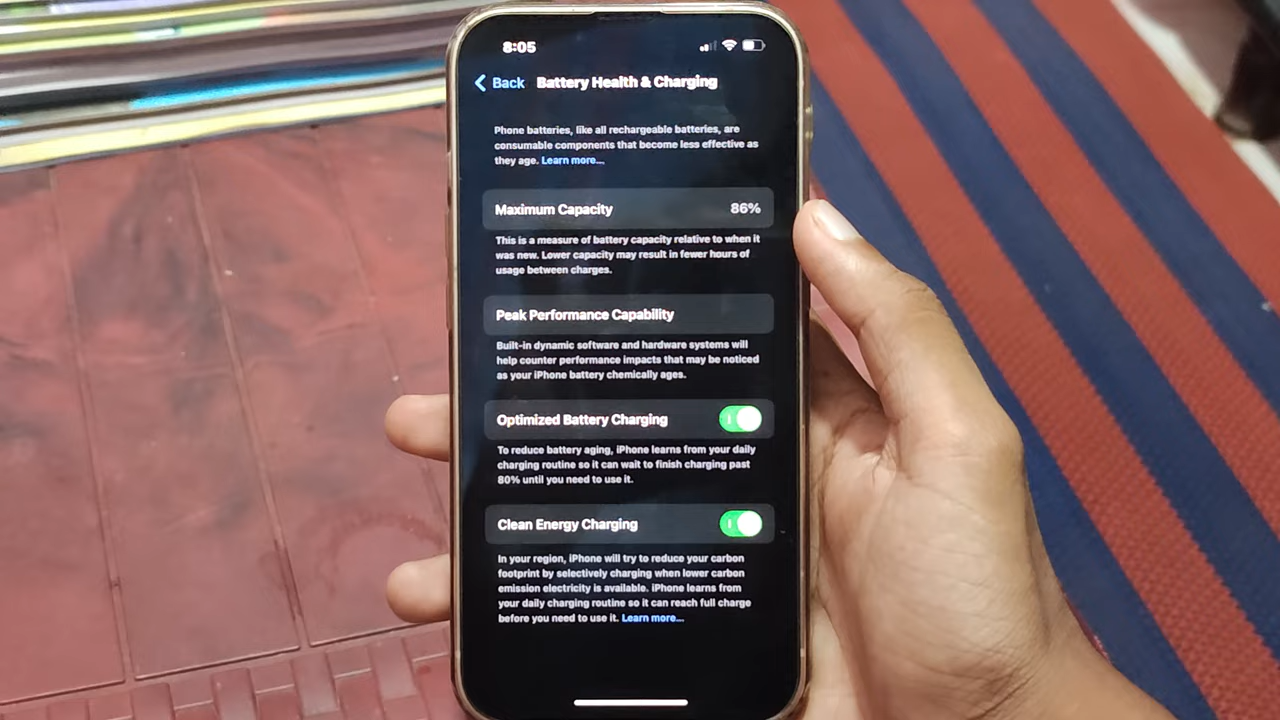 8:05
Back Battery Health & Charging
Phone batteries, like all rechargeable batteries, are
consumable components that become less effective as
they age. Learn more...
Maximum Capacity 86%
This is a measure of battery capacity relative to when it
was new. Lower capacity may result in fewer hours of
usage between charges.
Peak Performance Capability
Built-in dynamic software and hardware systems will
help counter performance impacts that may be noticed
as your iPhone battery chemically ages.
Optimized Battery Charging
To reduce battery aging, iPhone learns from your daily
charging routine so it can wait to finish charging past
80% until you need to use it.
Clean Energy Charging
In your region, iPhone will try to reduce your carbon
footprint by selectively charging when lower carbon
emission electricity is available. iPhone learns from
your daily charging routine so it can reach full charge
before you need to use it. Learn more...